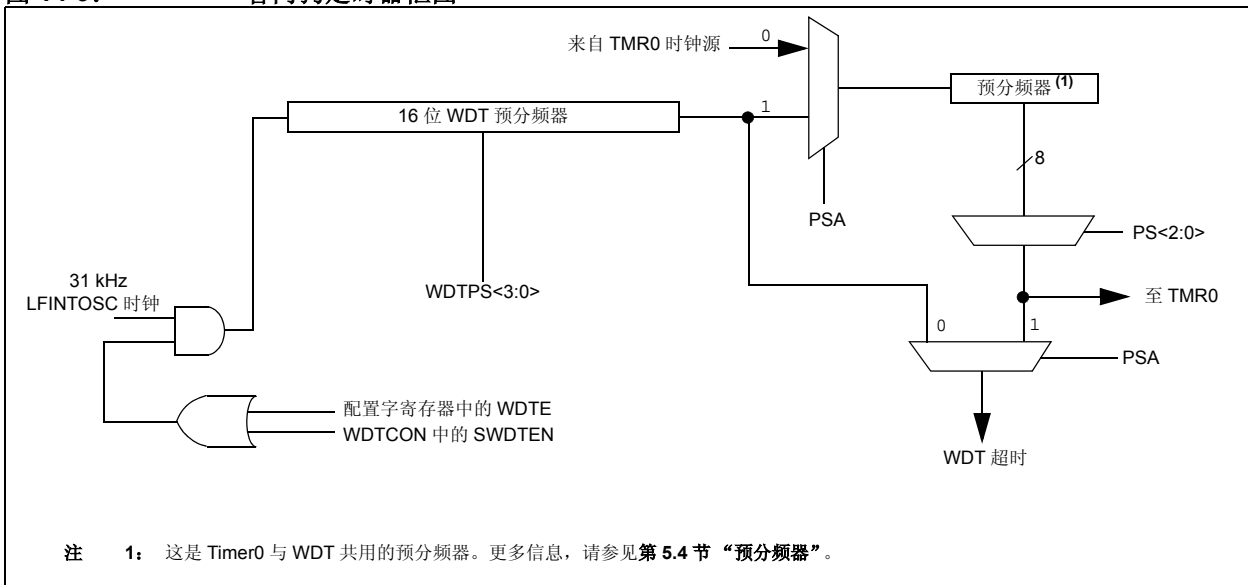 来自 TMR0 时钟源
0
预分频器 (1)
16 位 WDT 预分频器
1
8
PSA
PS<2:0>
31 kHz
LFINTOSC 时钟
WDTPS<3:0>
至 TMR0
0
1
PSA
配置字寄存器中的 WDTE
WDTCON 中的 SWDTEN
WDT 超时
注 1： 这是 Timer0 与 WDT 共用的预分频器。更多信息，请参见第 5.4 节 “预分频器”。